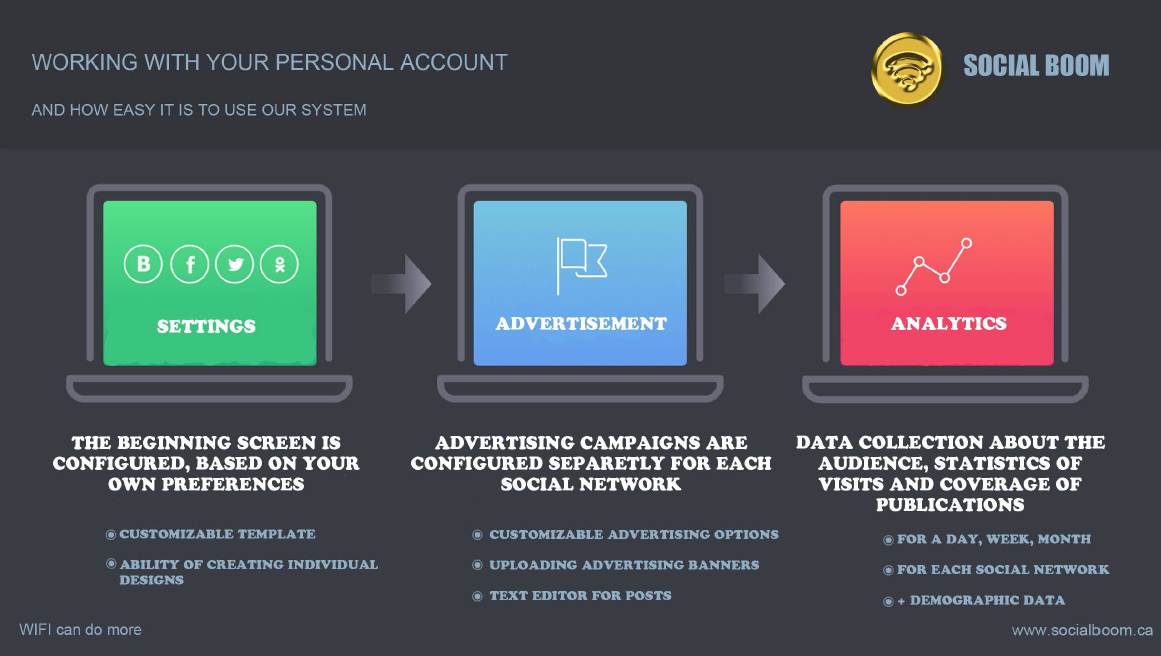 WORKING WITH YOUR PERSONAL ACCOUNT
AND HOW EASY IT IS TO USE OUR SYSTEM
SOCIAL BOOM
B f
SETTINGS
ADVERTISEMENT
ANALYTICS
THE BEGINNING SCREEN IS
CONFIGURED, BASED ON YOUR
OWN PREFERENCES
CUSTOMIZABLE TEMPLATE
ABILITY OF CREATING INDIVIDUAL
DESIGNS
ADVERTISING CAMPAIGNS ARE
CONFIGURED SEPARETLY FOR EACH
SOCIAL NETWORK
CUSTOMIZABLE ADVERTISING OPTIONS
UPLOADING ADVERTISING BANNERS
TEXT EDITOR FOR POSTS
DATA COLLECTION ABOUT THE
AUDIENCE, STATISTICS OF
VISITS AND COVERAGE OF
PUBLICATIONS
FOR A DAY, WEEK, MONTH
FOR EACH SOCIAL NETWORK
+ DEMOGRAPHIC DATA
WIFI can do more
www.socialboom.ca